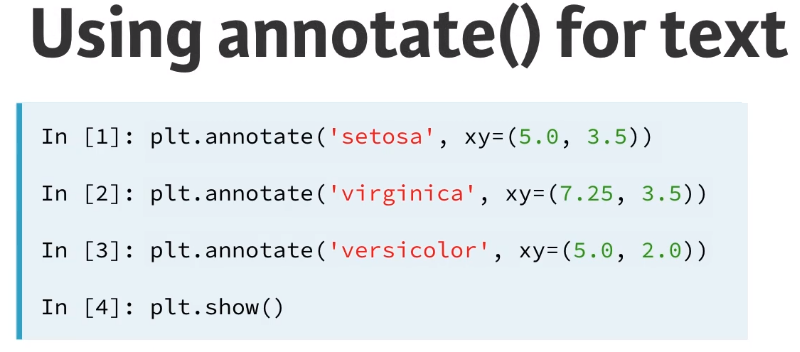 Using annotate() for text
In [1]: plt.annotate('setosa', xy=(5.0, 3.5))
In [2]: plt.annotate('virginica', xy=(7.25, 3.5))
In [3]: plt.annotate('versicolor', xy=(5.0, 2.0))
In [4]: plt.show()